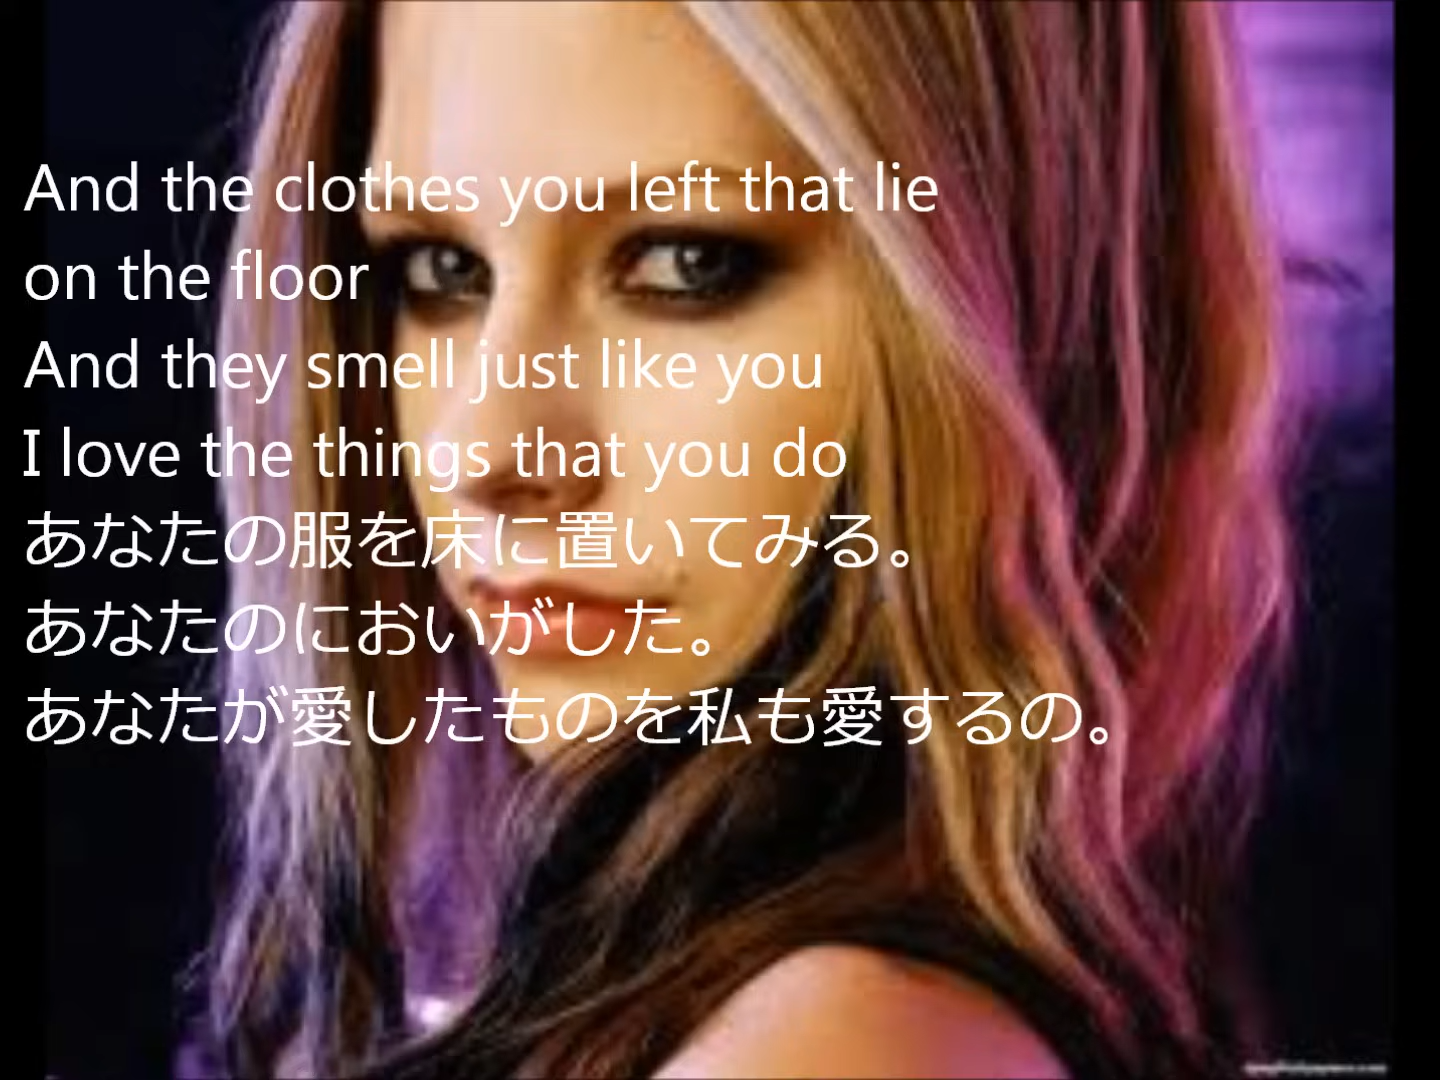 And the clothes you left that lie
on the floor
And they smell just like you
I love the things that you do
あなたの服を床に置いてみる。
あなたのにおいがした。
あなたが愛したものを私も愛するの。